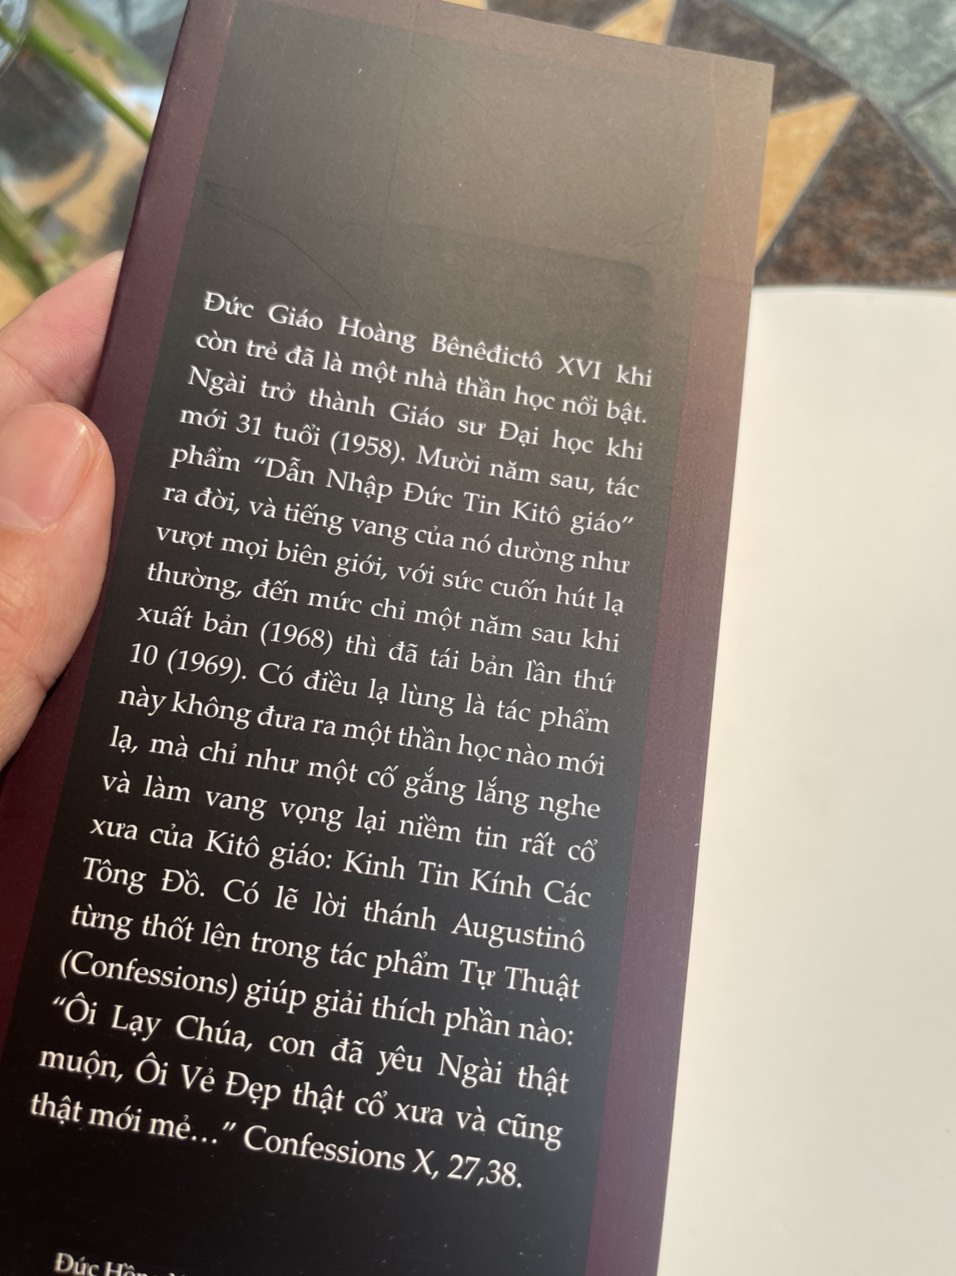 Đức Giáo Hoàng Bênêđictô XVI khi
còn trẻ đã là một nhà thần học nổi bật.
Ngài trở thành Giáo sư Đại học khi
mới 31 tuổi (1958). Mười năm sau, tác
phẩm “Dẫn Nhập Đức Tin Kitô giáo”
ra đời, và tiếng vang của nó dường như
vượt mọi biên giới, với sức cuốn hút lạ
thường, đến mức chỉ một năm sau khi
xuất bản (1968) thì đã tái bản lần thứ
10 (1969). Có điều lạ lùng là tác phẩm
này không đưa ra một thần học nào mới
lạ, mà chỉ như một cố gắng lắng nghe
và làm vang vọng lại niềm tin rất cổ
xưa của Kitô giáo: Kinh Tin Kính Các
Tông Đồ. Có lẽ lời thánh Augustinô
từng thốt lên trong tác phẩm Tự Thuật
(Confessions) giúp giải thích phần nào:
“Ôi Lạy Chúa, con đã yêu Ngài thật
muộn, Ôi Vẻ Đẹp thật cổ xưa và cũng
thật mới mẻ…” Confessions X, 27,38.
Đức